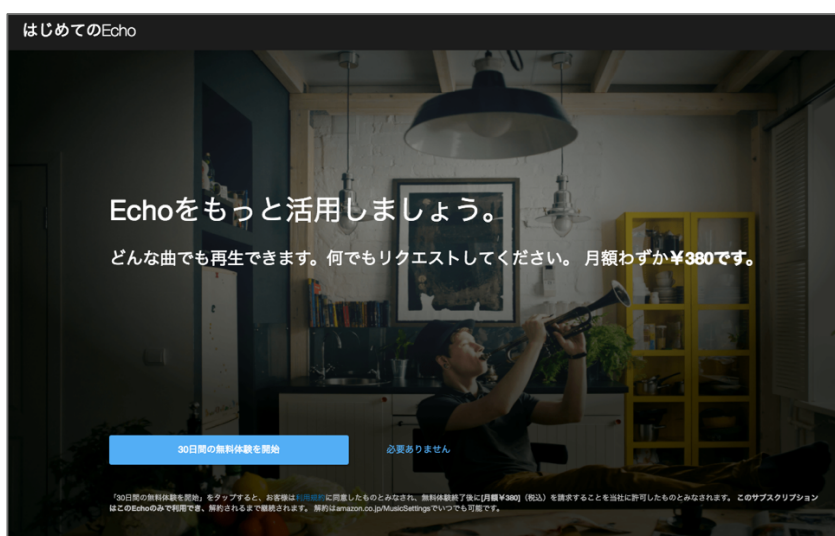 はじめてのEcho
Echoをもっと活用しましょう。
どんな曲でも再生できます。何でもリクエストしてください。 月額わずか¥380です。
30日間の無料体験を開始
必要ありません
「30日間の無料体験を開始」をタップすると、お客様は利用規約に同意したものとみなされ、無料体験終了後に[月額¥380]（税込）を請求することを当社に許可したものとみなされます。 このサブスクリプション
はこのEchoのみで利用でき、解約されるまで継続されます。 解約はamazon.co.jp/MusicSettingsでいつでも可能です。